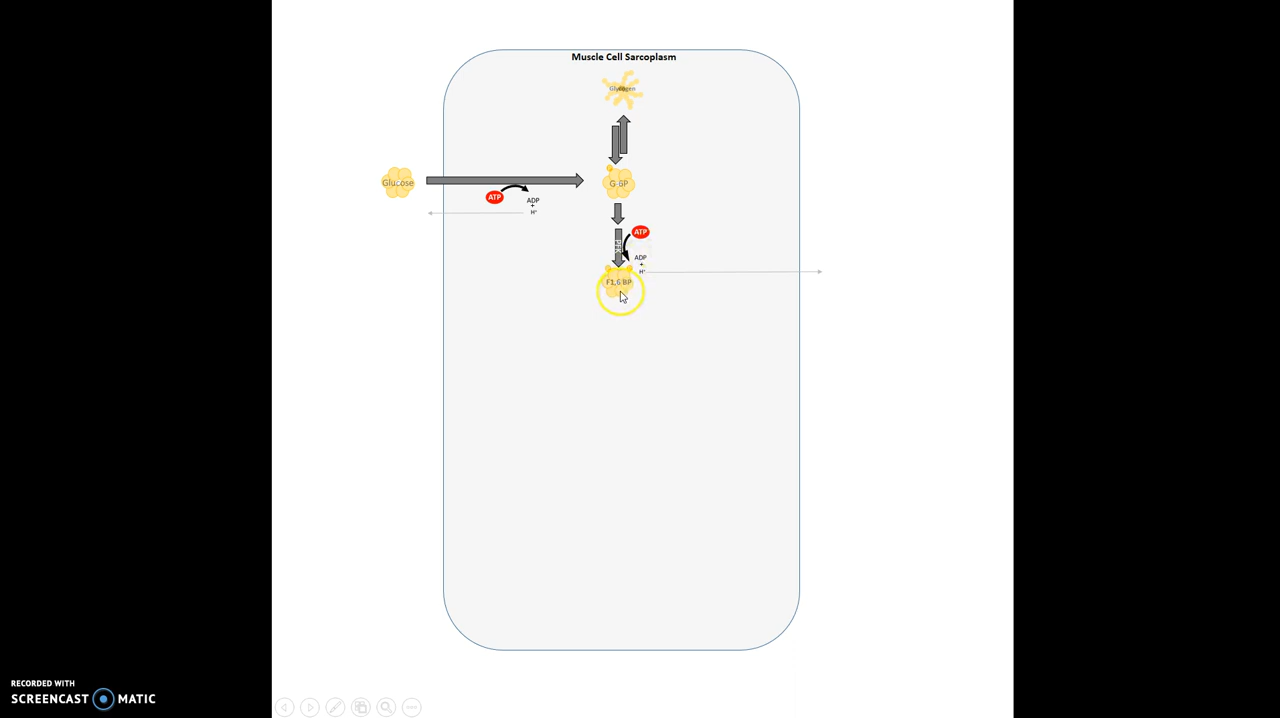 Muscle Cell Sarcoplasm
Glycogen
Glucose
G-6P
ATP
ADP
+
H⁺
ATP
ADP
+
H⁺
F1,6 BP
RECORDED WITH
SCREENCAST MATIC